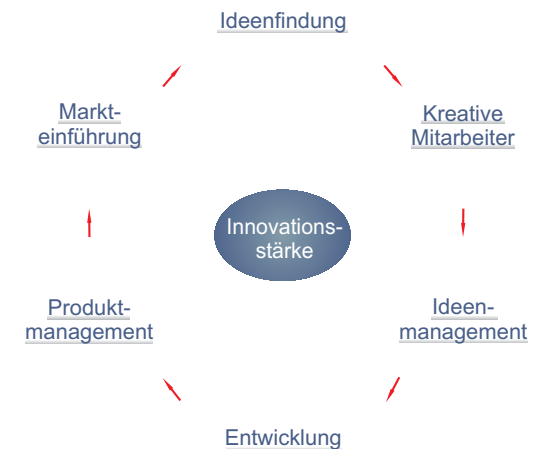 Ideenfindung
Kreative
Mitarbeiter
Ideen-
management
Entwicklung
Produkt-
management
Markt-
einführung
Innovations-
stärke